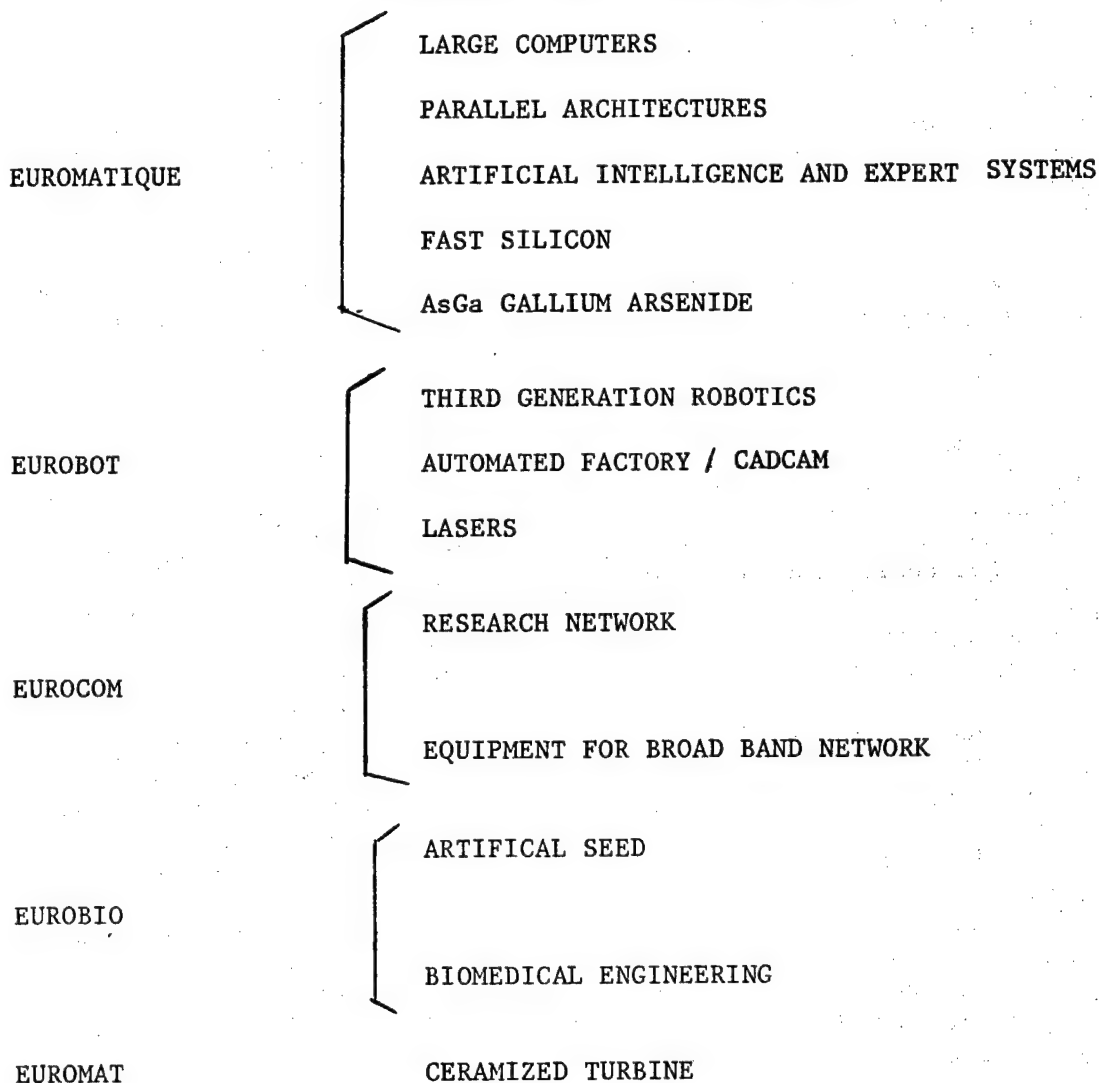 LARGE COMPUTERS
PARALLEL ARCHITECTURES
EUROMATIQUE
ARTIFICIAL INTELLIGENCE AND EXPERT SYSTEMS
FAST SILICON
AsGa GALLIUM ARSENIDE
THIRD GENERATION ROBOTICS
EUROBOT
AUTOMATED FACTORY / CADCAM
LASERS
RESEARCH NETWORK
EUROCOM
EQUIPMENT FOR BROAD BAND NETWORK
ARTIFICAL SEED
EUROBIO
BIOMEDICAL ENGINEERING
EUROMAT
CERAMIZED TURBINE